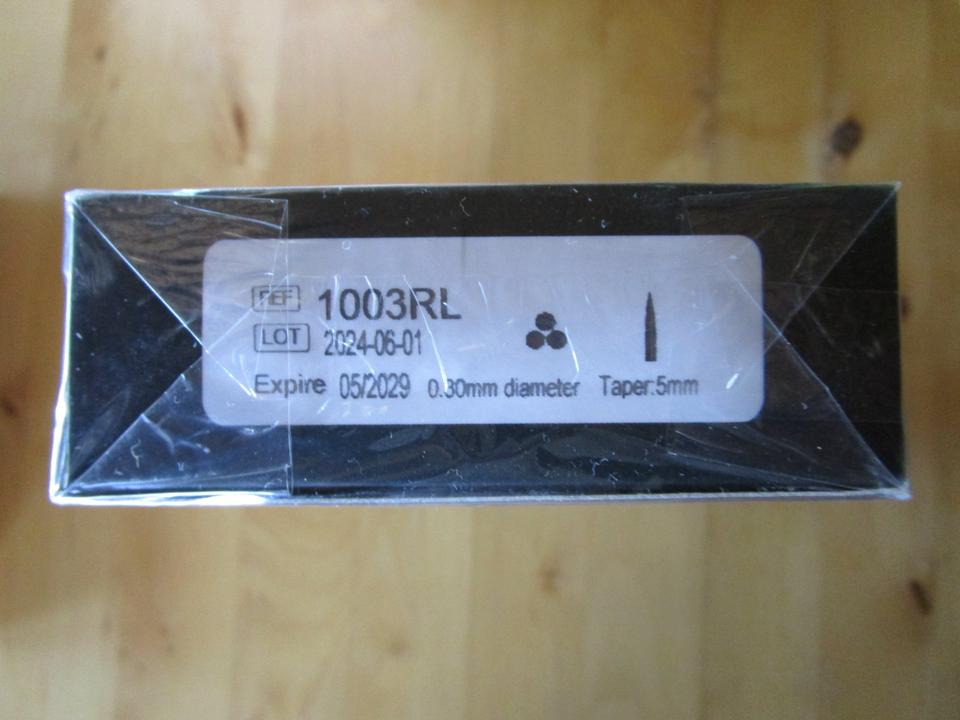 REF 1003RL
LOT 2024-06-01
Expire 05/2029 0.30mm diameter Taper:5mm